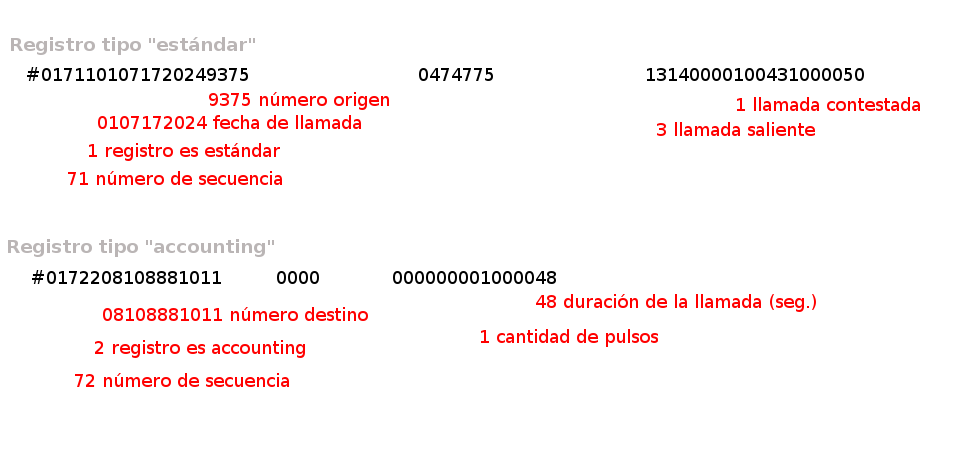 Registro tipo "estándar"
#0171101071720249375 0474775 13140000100431000050
9375 número origen
1 llamada contestada
0107172024 fecha de llamada
3 llamada saliente
1 registro es estándar
71 número de secuencia
Registro tipo "accounting"
#0172208108881011 0000 000000001000048
48 duración de la llamada (seg.)
08108881011 número destino
1 cantidad de pulsos
2 registro es accounting
72 número de secuencia